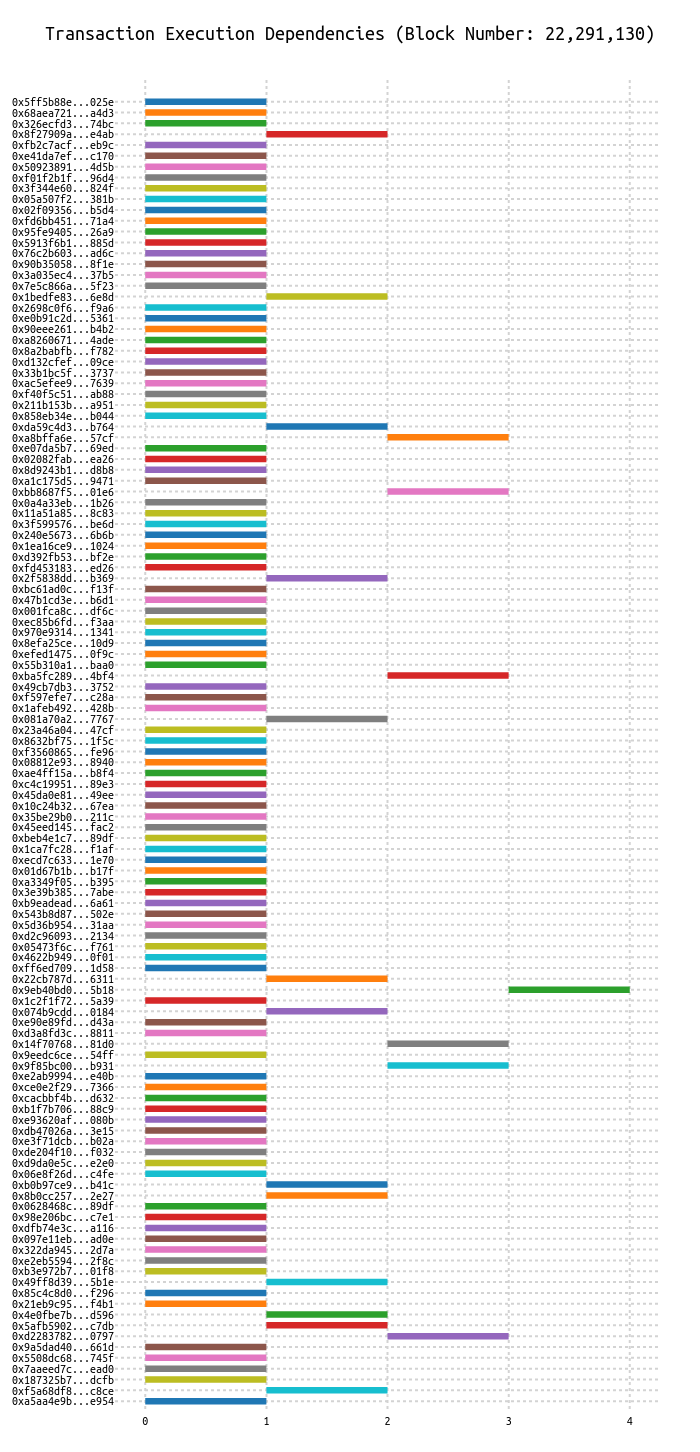 Transaction Execution Dependencies (Block Number: 22,291,130)
0x5ff5b88e...025e
0x68aea721...a4d3
0x326ecfd3...74bc
0x8f27909a...e4ab
0xfb2c7acf...eb9c
0xe41da7ef...c170
0x50923891...4d5b
0xf01f2b1f...96d4
0x3f344e60...824f
0x05a507f2...381b
0x02f09356...b5d4
0xfd6bb451...71a4
0x95fe9405...26a9
0x5913f6b1...885d
0x76c2b603...ad6c
0x90b35058...8f1e
0x3a035ec4...37b5
0x7e5c866a...5f23
0x1bedfe83...6e8d
0x2698c0f6...f9a6
0xe0b91c2d...5361
0x90eee261...b4b2
0xa8260671...4ade
0x8a2babfb...f782
0xd132cfef...09ce
0x33b1bc5f...3737
0xac5efee9...7639
0xf40f5c51...ab88
0x211b153b...a951
0x858eb34e...b044
0xda59c4d3...b764
0xa8bffa6e...57cf
0xe07da5b7...69ed
0x02082fab...ea26
0x8d9243b1...d8b8
0xa1c175d5...9471
0xbb8687f5...01e6
0x0a4a33eb...1b26
0x11a51a85...8c83
0x3f599576...be6d
0x240e5673...6b6b
0x1ea16ce9...1024
0xd392fb53...bf2e
0xfd453183...ed26
0x2f5838dd...b369
0xbc61ad0c...f13f
0x47b1cd3e...b6d1
0x001fca8c...df6c
0xec85b6fd...f3aa
0x970e9314...1341
0x8efa25ce...10d9
0xefed1475...0f9c
0x55b310a1...baa0
0xba5fc289...4bf4
0x49cb7db3...3752
0xf597efe7...c28a
0x1afeb492...428b
0x081a70a2...7767
0x23a46a04...47cf
0x8632bf75...1f5c
0xf3560865...fe96
0x08812e93...8940
0xae4ff15a...b8f4
0xc4c19951...89e3
0x45da0e81...49ee
0x10c24b32...67ea
0x35be29b0...211c
0x45eed145...fac2
0xbeb4e1c7...89df
0x1ca7fc28...f1af
0xecd7c633...1e70
0x01d67b1b...b17f
0xa3349f05...b395
0x3e39b385...7abe
0xb9eadead...6a61
0x543b8d87...502e
0x5d36b954...31aa
0xd2c96093...2134
0x05473f6c...f761
0x4622b949...0f01
0xff6ed709...1d58
0x22cb787d...6311
0x9eb40bd0...5b18
0x1c2f1f72...5a39
0x074b9cdd...0184
0xe90e89fd...d43a
0xd3a8fd3c...8811
0x14f70768...81d0
0x9eedc6ce...54ff
0x9f85bc00...b931
0xe2ab9994...e40b
0xce0e2f29...7366
0xcacbbf4b...d632
0xb1f7b706...88c9
0xe93620af...080b
0xdb47026a...3e15
0xe3f71dcb...b02a
0xde204f10...f032
0xd9da0e5c...e2e0
0x06e8f26d...c4fe
0xb0b97ce9...b41c
0x8b0cc257...2e27
0x0628468c...89df
0x98e206bc...c7e1
0xdfb74e3c...a116
0x097e11eb...ad0e
0x322da945...2d7a
0xe2eb5594...2f8c
0xb3e972b7...01f8
0x49ff8d39...5b1e
0x85c4c8d0...f296
0x21eb9c95...f4b1
0x4e0fbe7b...d596
0x5afb5902...c7db
0xd2283782...0797
0x9a5dad40...661d
0x5508dc68...745f
0x7aaeed7c...ead0
0x187325b7...dcfb
0xf5a68df8...c8ce
0xa5aa4e9b...e954
0 1 2 3 4